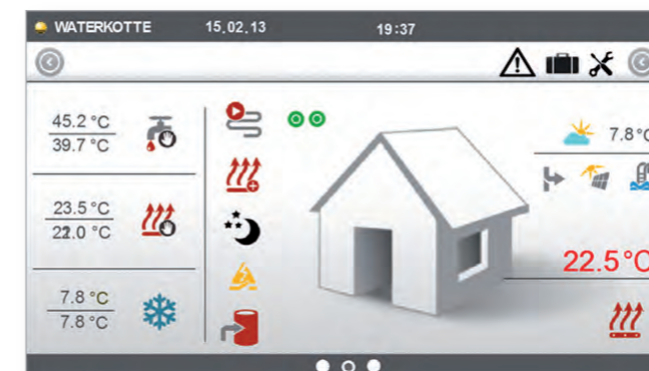 WATERKOTTE 15.02.13 19:37
45.2 °C
39.7 °C
7.8 °C
23.5 °C
22.0 °C
22.5 °C
7.8 °C
7.8 °C